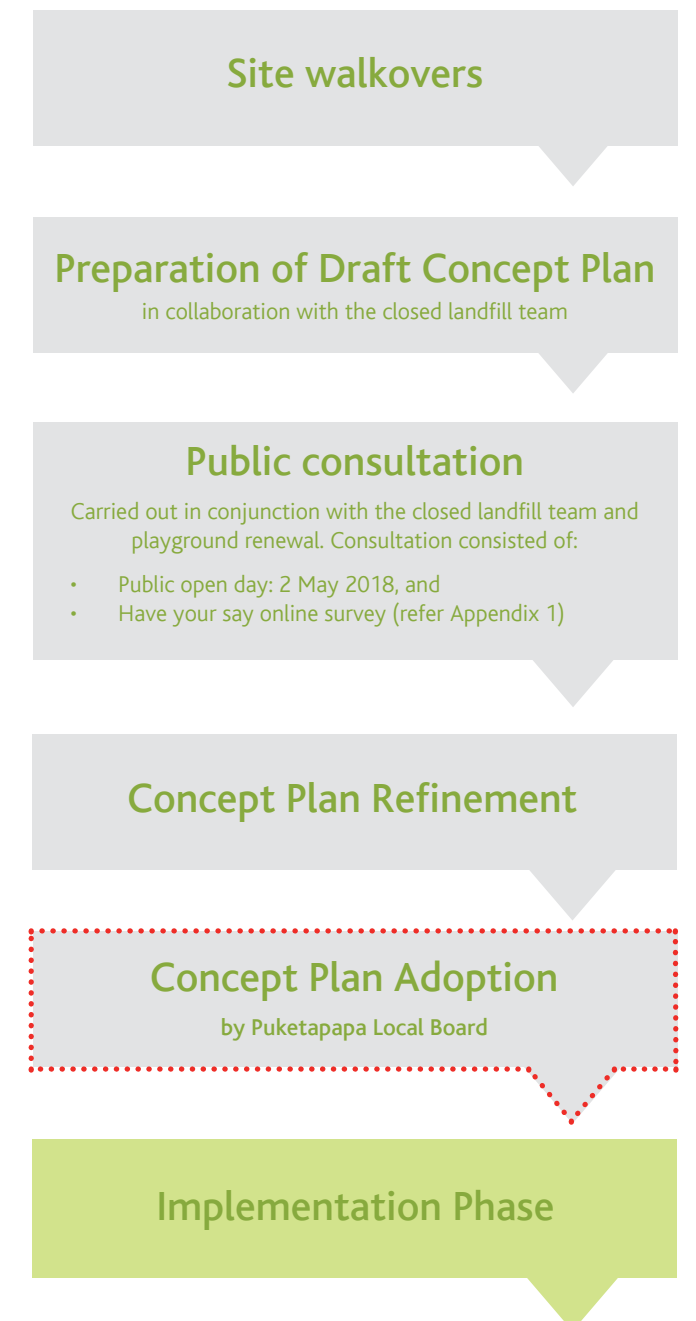 Site walkovers
Preparation of Draft Concept Plan
in collaboration with the closed landfill team
Public consultation
Carried out in conjunction with the closed landfill team and
playground renewal. Consultation consisted of:
• Public open day: 2 May 2018, and
• Have your say online survey (refer Appendix 1)
Concept Plan Refinement
Concept Plan Adoption
by Puketapapa Local Board
Implementation Phase